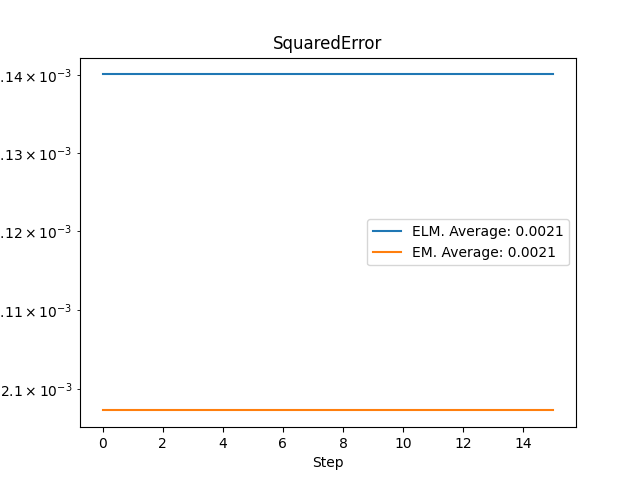 SquaredError
.14 × 10⁻³
.13 × 10⁻³
.12 × 10⁻³
.11 × 10⁻³
2.1 × 10⁻³
ELM. Average: 0.0021
EM. Average: 0.0021
0 2 4 6 8 10 12 14
Step